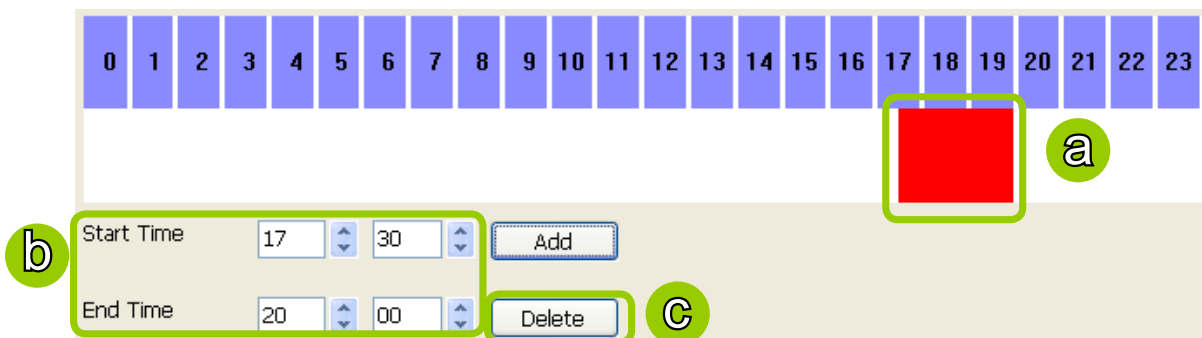 0 1 2 3 4 5 6 7 8 9 10 11 12 13 14 15 16 17 18 19 20 21 22 23
a
b
Start Time 17 30 Add
End Time 20 00 Delete
c